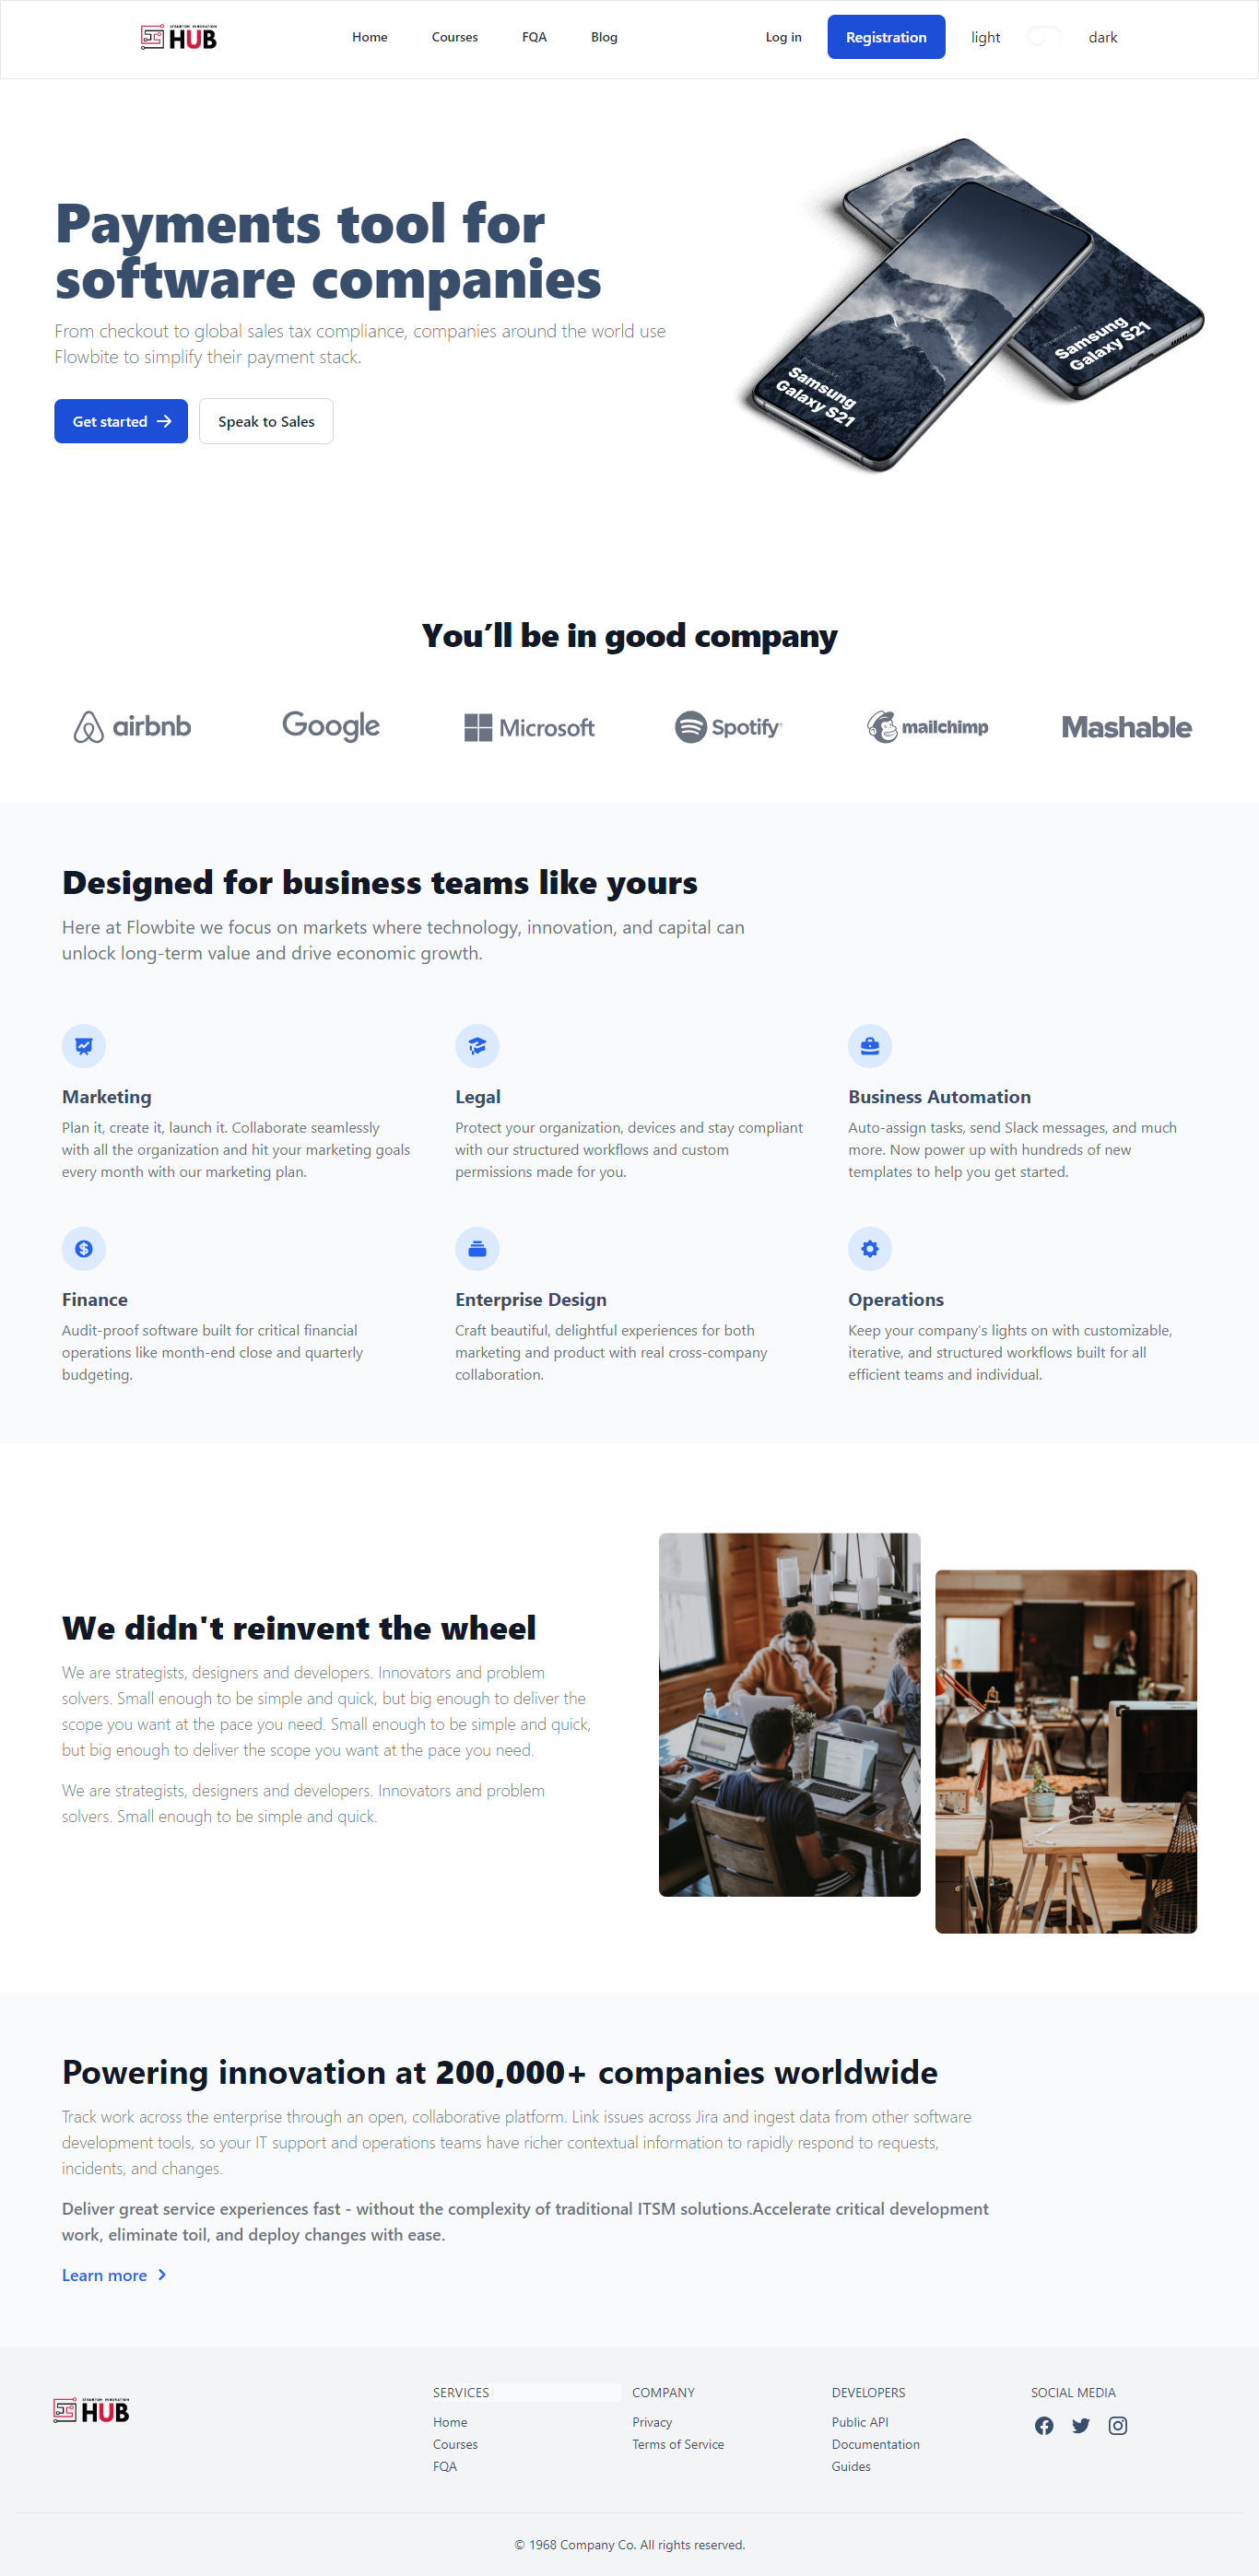 HUB
Home
Courses
FQA
Blog
Log in
Registration
light
dark
Payments tool for
software companies
From checkout to global sales tax compliance, companies around the world use
Flowbite to simplify their payment stack.
Get started
Speak to Sales
Samsung
Galaxy S21
Samsung
Galaxy S21
You’ll be in good company
airbnb
Google
Microsoft
Spotify
mailchimp
Mashable
Designed for business teams like yours
Here at Flowbite we focus on markets where technology, innovation, and capital can
unlock long-term value and drive economic growth.
Marketing
Plan it, create it, launch it. Collaborate seamlessly
with all the organization and hit your marketing goals
every month with our marketing plan.
Legal
Protect your organization, devices and stay compliant
with our structured workflows and custom
permissions made for you.
Business Automation
Auto-assign tasks, send Slack messages, and much
more. Now power up with hundreds of new
templates to help you get started.
Finance
Audit-proof software built for critical financial
operations like month-end close and quarterly
budgeting.
Enterprise Design
Craft beautiful, delightful experiences for both
marketing and product with real cross-company
collaboration.
Operations
Keep your company’s lights on with customizable,
iterative, and structured workflows built for all
efficient teams and individual.
We didn't reinvent the wheel
We are strategists, designers and developers. Innovators and problem
solvers. Small enough to be simple and quick, but big enough to deliver the
scope you want at the pace you need. Small enough to be simple and quick,
but big enough to deliver the scope you want at the pace you need.
We are strategists, designers and developers. Innovators and problem
solvers. Small enough to be simple and quick.
Powering innovation at 200,000+ companies worldwide
Track work across the enterprise through an open, collaborative platform. Link issues across Jira and ingest data from other software
development tools, so your IT support and operations teams have richer contextual information to rapidly respond to requests,
incidents, and changes.
Deliver great service experiences fast - without the complexity of traditional ITSM solutions.Accelerate critical development
work, eliminate toil, and deploy changes with ease.
Learn more
HUB
SERVICES
Home
Courses
FQA
COMPANY
Privacy
Terms of Service
DEVELOPERS
Public API
Documentation
Guides
SOCIAL MEDIA
© 1968 Company Co. All rights reserved.